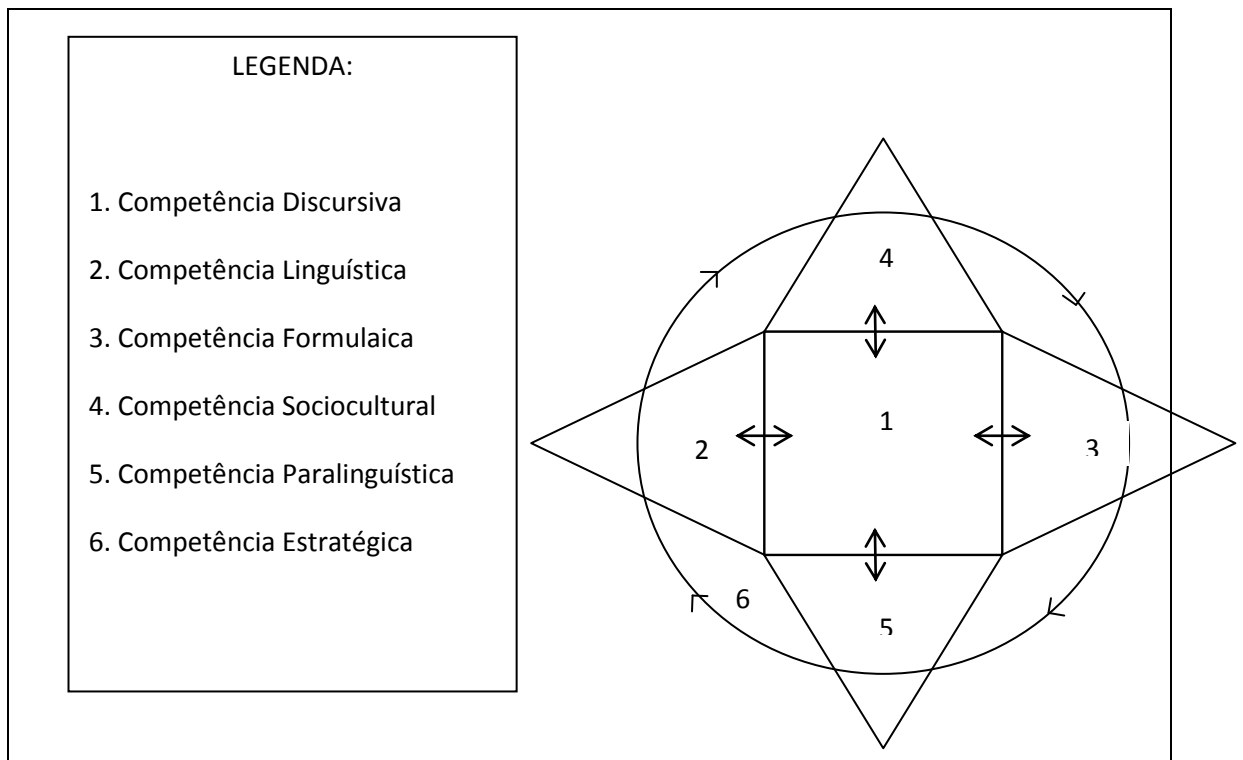 LEGENDA:
1. Competência Discursiva
2. Competência Linguística
3. Competência Formulaica
4. Competência Sociocultural
5. Competência Paralinguística
6. Competência Estratégica
4
1
2
3
6
5